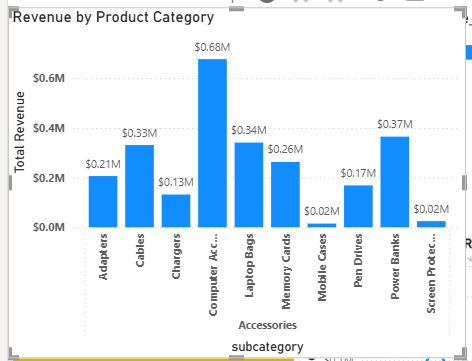 Revenue by Product Category
Total Revenue
$0.6M
$0.4M
$0.2M
$0.0M
$0.21M
$0.33M
$0.13M
$0.68M
$0.34M
$0.26M
$0.02M
$0.17M
$0.37M
$0.02M
Adapters
Cables
Chargers
Computer Acc...
Laptop Bags
Memory Cards
Mobile Cases
Pen Drives
Power Banks
Screen Protec...
Accessories
subcategory